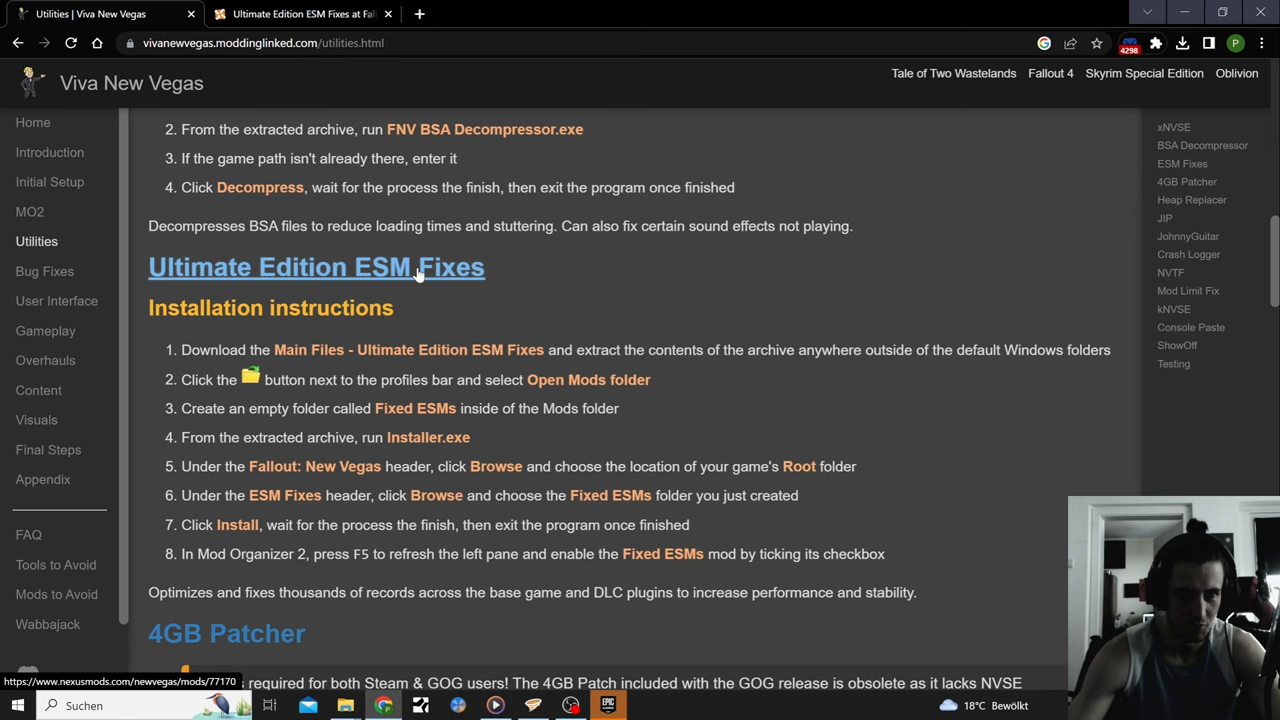 Utilities | Viva New Vegas
Ultimate Edition ESM Fixes at Fal
vivanewvegas.moddinglinked.com/utilities.html
4298
P
Viva New Vegas
Tale of Two Wastelands
Fallout 4
Skyrim Special Edition
Oblivion
Home
Introduction
Initial Setup
MO2
Utilities
Bug Fixes
User Interface
Gameplay
Overhauls
Content
Visuals
Final Steps
Appendix
FAQ
Tools to Avoid
Mods to Avoid
Wabbajack
2. From the extracted archive, run FNV BSA Decompressor.exe
3. If the game path isn't already there, enter it
4. Click Decompress, wait for the process the finish, then exit the program once finished
Decompresses BSA files to reduce loading times and stuttering. Can also fix certain sound effects not playing.
Ultimate Edition ESM Fixes
Installation instructions
1. Download the Main Files - Ultimate Edition ESM Fixes and extract the contents of the archive anywhere outside of the default Windows folders
2. Click the button next to the profiles bar and select Open Mods folder
3. Create an empty folder called Fixed ESMs inside of the Mods folder
4. From the extracted archive, run Installer.exe
5. Under the Fallout: New Vegas header, click Browse and choose the location of your game's Root folder
6. Under the ESM Fixes header, click Browse and choose the Fixed ESMs folder you just created
7. Click Install, wait for the process the finish, then exit the program once finished
8. In Mod Organizer 2, press F5 to refresh the left pane and enable the Fixed ESMs mod by ticking its checkbox
Optimizes and fixes thousands of records across the base game and DLC plugins to increase performance and stability.
4GB Patcher
required for both Steam & GOG users! The 4GB Patch included with the GOG release is obsolete as it lacks NVSE
xNVSE
BSA Decompressor
ESM Fixes
4GB Patcher
Heap Replacer
JIP
JohnnyGuitar
Crash Logger
NVTF
Mod Limit Fix
kNVSE
Console Paste
ShowOff
Testing
https://www.nexusmods.com/newvegas/mods/77170
Suchen
EPIC
18°C Bewölkt